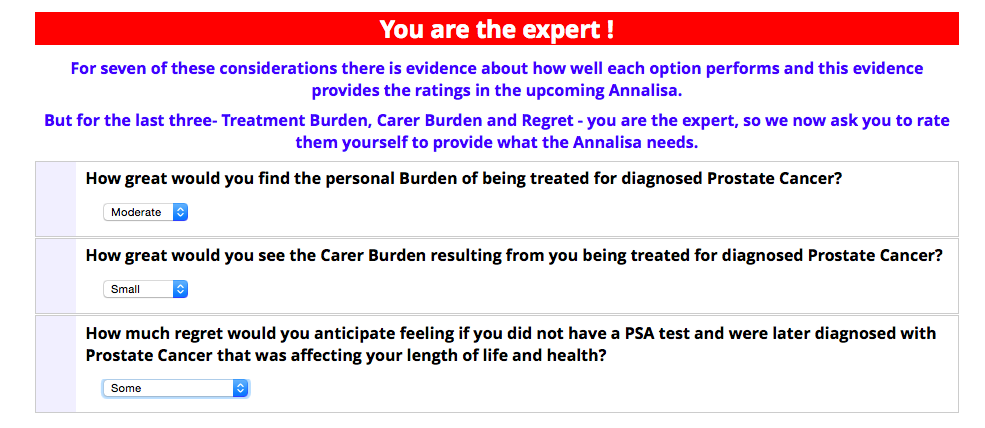 You are the expert !
For seven of these considerations there is evidence about how well each option performs and this evidence
provides the ratings in the upcoming Annalisa.
But for the last three- Treatment Burden, Carer Burden and Regret - you are the expert, so we now ask you to rate
them yourself to provide what the Annalisa needs.
How great would you find the personal Burden of being treated for diagnosed Prostate Cancer?
Moderate
How great would you see the Carer Burden resulting from you being treated for diagnosed Prostate Cancer?
Small
How much regret would you anticipate feeling if you did not have a PSA test and were later diagnosed with
Prostate Cancer that was affecting your length of life and health?
Some